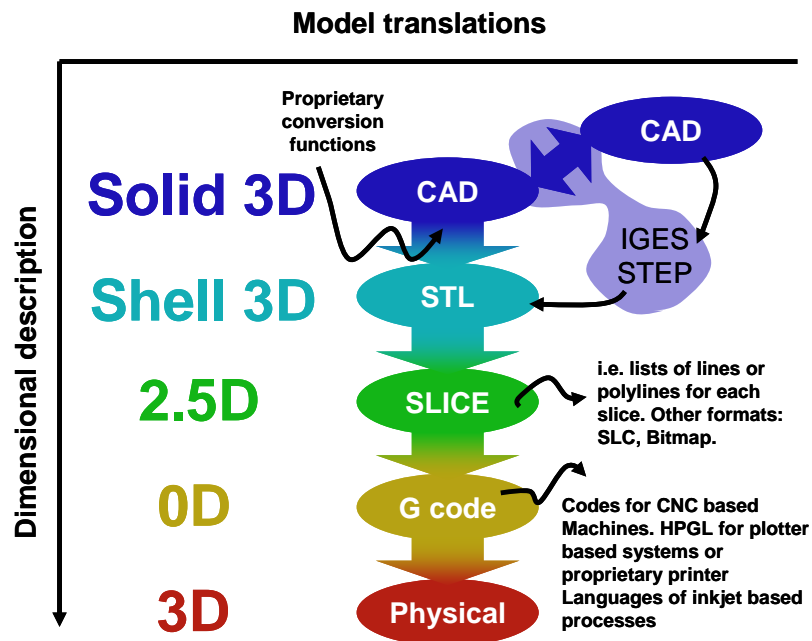 Model translations
Dimensional description
Proprietary
conversion
functions
CAD
Solid 3D
CAD
IGES
STEP
Shell 3D
STL
2.5D
SLICE
i.e. lists of lines or
polylines for each
slice. Other formats:
SLC, Bitmap.
0D
G code
Codes for CNC based
Machines. HPGL for plotter
based systems or
proprietary printer
Languages of inkjet based
processes
3D
Physical